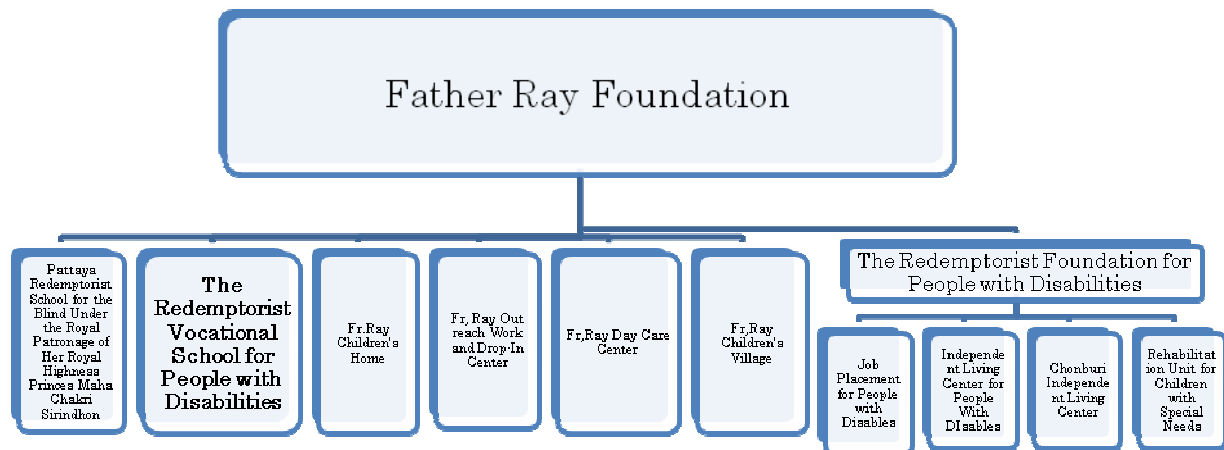 Father Ray Foundation
Pattaya
Redemptorist
School for the
Blind Under
the Royal
Patronage of
Her Royal
Highness
Princes Maha
Chakri
Sirindhon
The
Redemptorist
Vocational
School for
People with
Disabilities
Fr.Ray
Children's
Home
Fr, Ray Out
reach Work
and Drop-In
Center
Fr,Ray Day Care
Center
Fr,Ray
Children's
Village
The Redemptorist Foundation for
People with Disabilities
Job
Placement
for People
with
Disables
Independe
nt Living
Center for
People
With
DIsables
Chonburi
Independe
nt Living
Center
Rehabilitat
ion Unit for
Children
with
Special
Needs